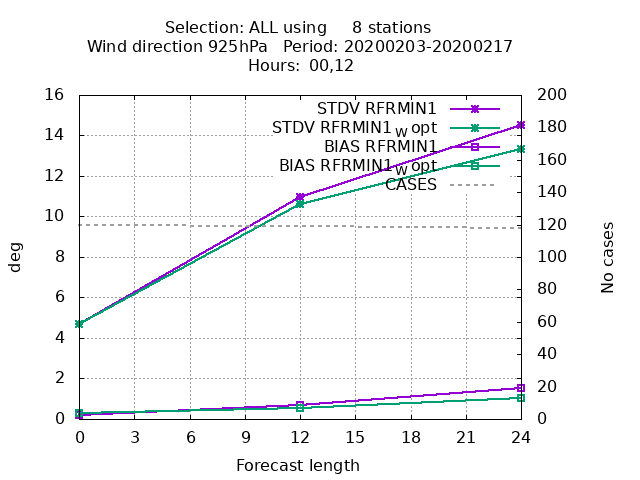 Selection: ALL using     8 stations
Wind direction 925hPa   Period: 20200203-20200217
Hours: 00,12
STDV RFRMIN1
STDV RFRMIN1_w opt
BIAS RFRMIN1
BIAS RFRMIN1_w opt
CASES
16
14
12
10
8
6
4
2
0
deg
200
180
160
140
120
100
80
60
40
20
0
No cases
0 3 6 9 12 15 18 21 24
Forecast length